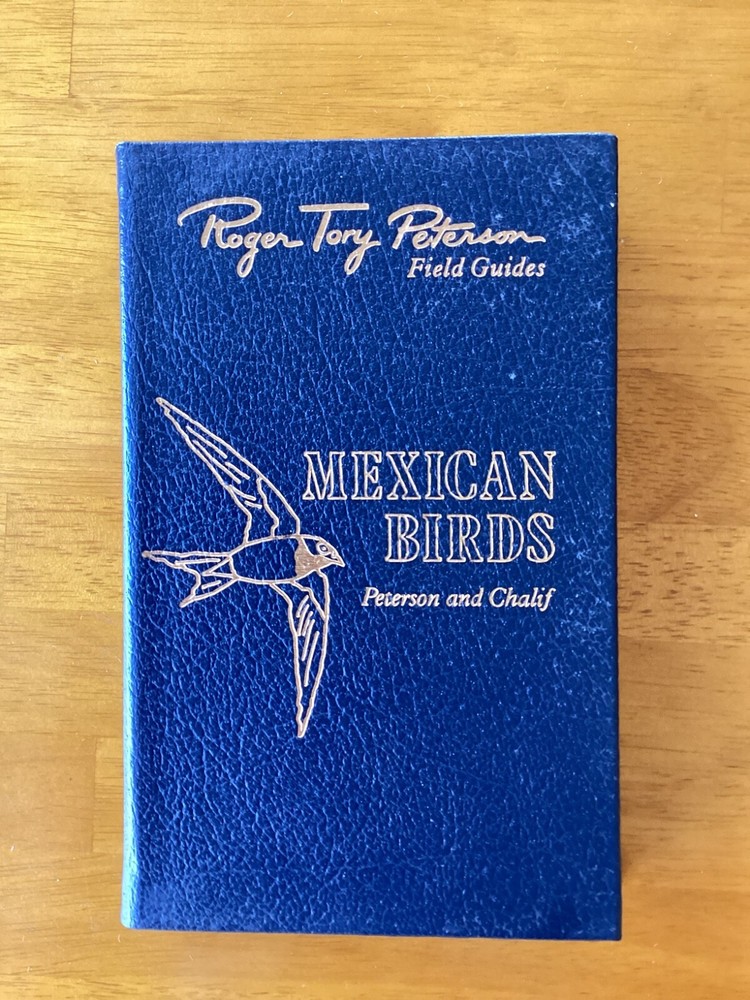 Roger Tory Peterson
Field Guides
MEXICAN
BIRDS
Peterson and Chalif